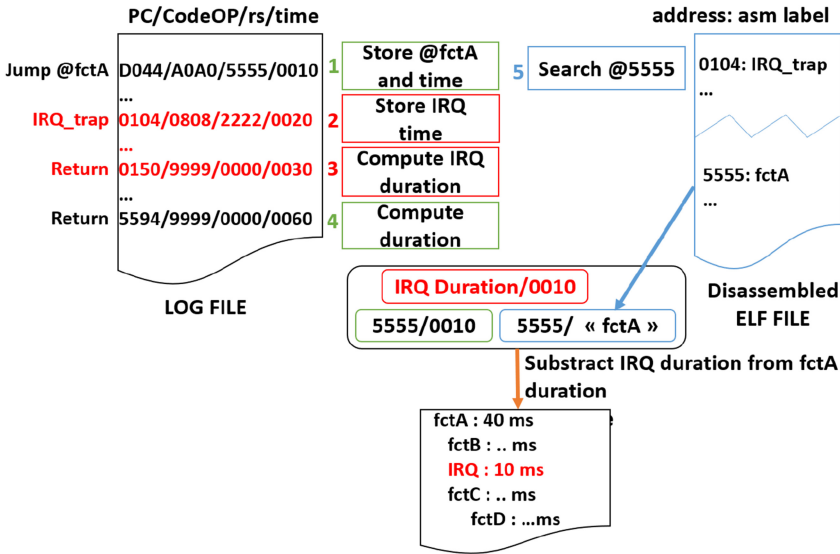 PC/CodeOP/rs/time
address: asm label
Jump @fctA
D044/A0A0/5555/0010
...
IRQ_trap
0104/0808/2222/0020
...
Return
0150/9999/0000/0030
...
Return
5594/9999/0000/0060
LOG FILE
1
Store @fctA
and time
2
Store IRQ
time
3
Compute IRQ
duration
4
Compute
duration
5
Search @5555
0104: IRQ_trap
...
5555: fctA
...
Disassembled
ELF FILE
IRQ Duration/0010
5555/0010
5555/ « fctA »
Substract IRQ duration from fctA
duration
fctA : 40 ms
fctB : .. ms
IRQ : 10 ms
fctC : .. ms
fctD : ...ms